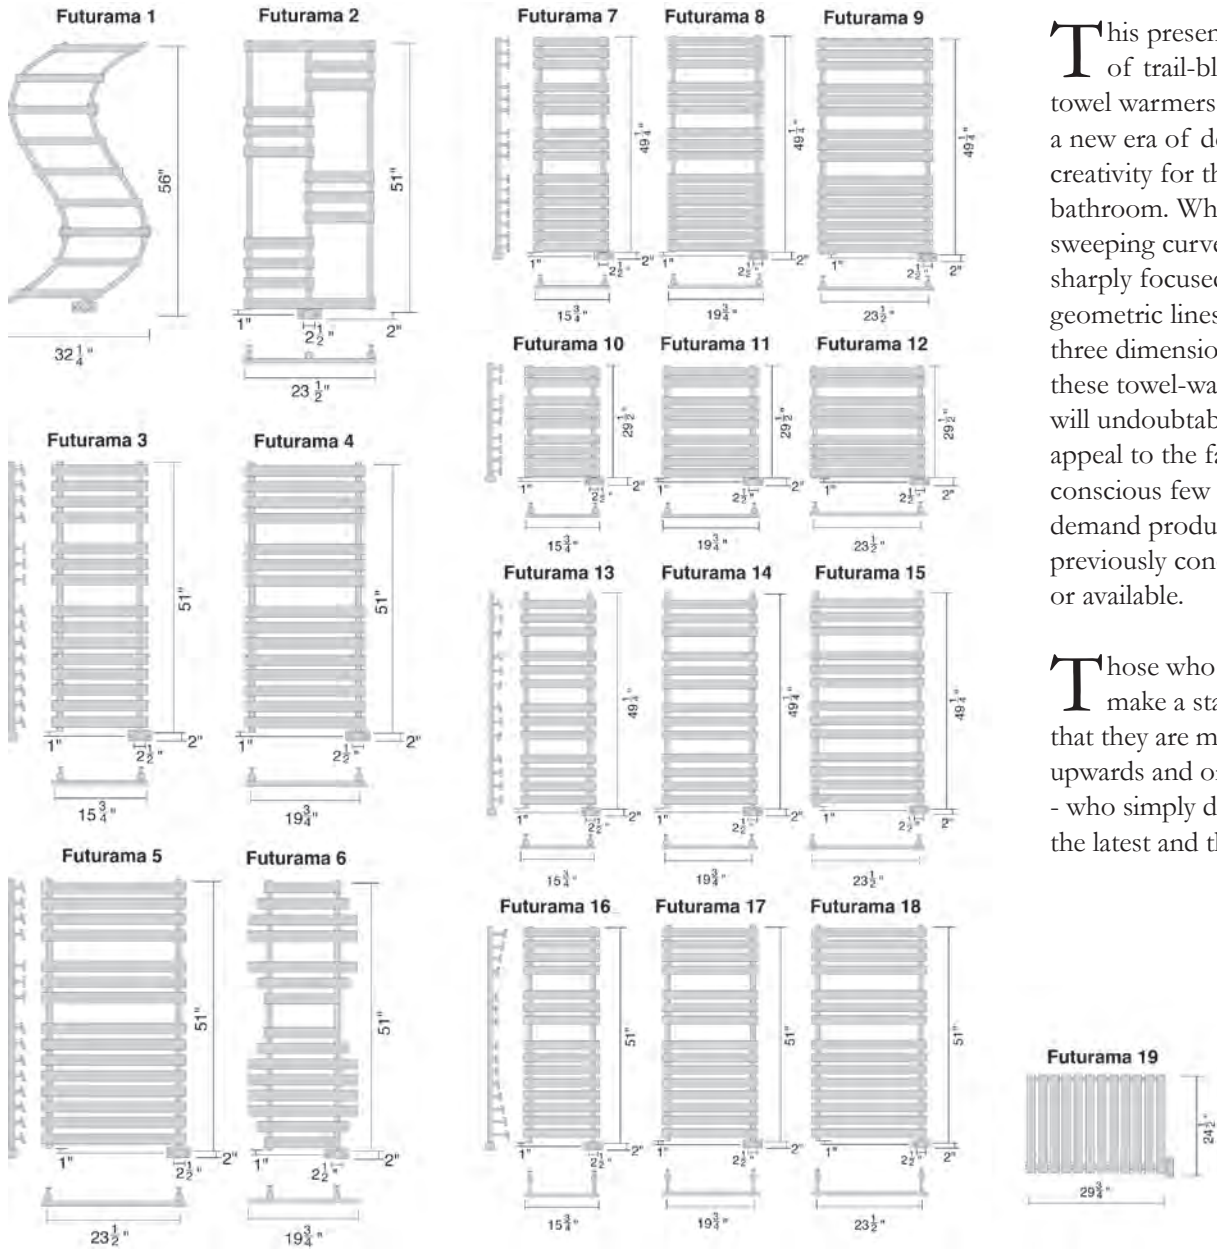 Futurama 1
56"
32 1/4"
Futurama 2
51"
1"
2 1/2"
2"
23 1/2"
Futurama 3
51"
1"
2 1/2"
2"
15 3/4"
Futurama 4
51"
1"
2 1/2"
2"
19 3/4"
Futurama 5
51"
1"
2 1/2"
2"
23 1/2"
Futurama 6
51"
1"
2 1/2"
2"
19 3/4"
Futurama 7
49 1/4"
1"
2 1/2"
2"
15 3/4"
Futurama 8
49 1/4"
1"
2 1/2"
2"
19 3/4"
Futurama 9
49 1/4"
1"
2 1/2"
2"
23 1/2"
Futurama 10
29 1/2"
1"
2 1/2"
2"
15 3/4"
Futurama 11
29 1/2"
1"
2 1/2"
2"
19 3/4"
Futurama 12
29 1/2"
1"
2 1/2"
2"
23 1/2"
Futurama 13
49 1/4"
1"
2 1/2"
2"
15 3/4"
Futurama 14
49 1/4"
1"
2 1/2"
2"
19 3/4"
Futurama 15
49 1/4"
1"
2 1/2"
2"
23 1/2"
Futurama 16
51"
1"
2 1/2"
2"
15 3/4"
Futurama 17
51"
1"
2 1/2"
2"
19 3/4"
Futurama 18
51"
1"
2 1/2"
2"
23 1/2"
This presen
of trail-bl
towel warmers
a new era of de
creativity for th
bathroom. Wh
sweeping curve
sharply focused
geometric lines
three dimensio
these towel-wa
will undoubtab
appeal to the fa
conscious few
demand produ
previously con
or available.
Those who
make a sta
that they are m
upwards and o
- who simply d
the latest and th
Futurama 19
24 1/2"
29 3/4"